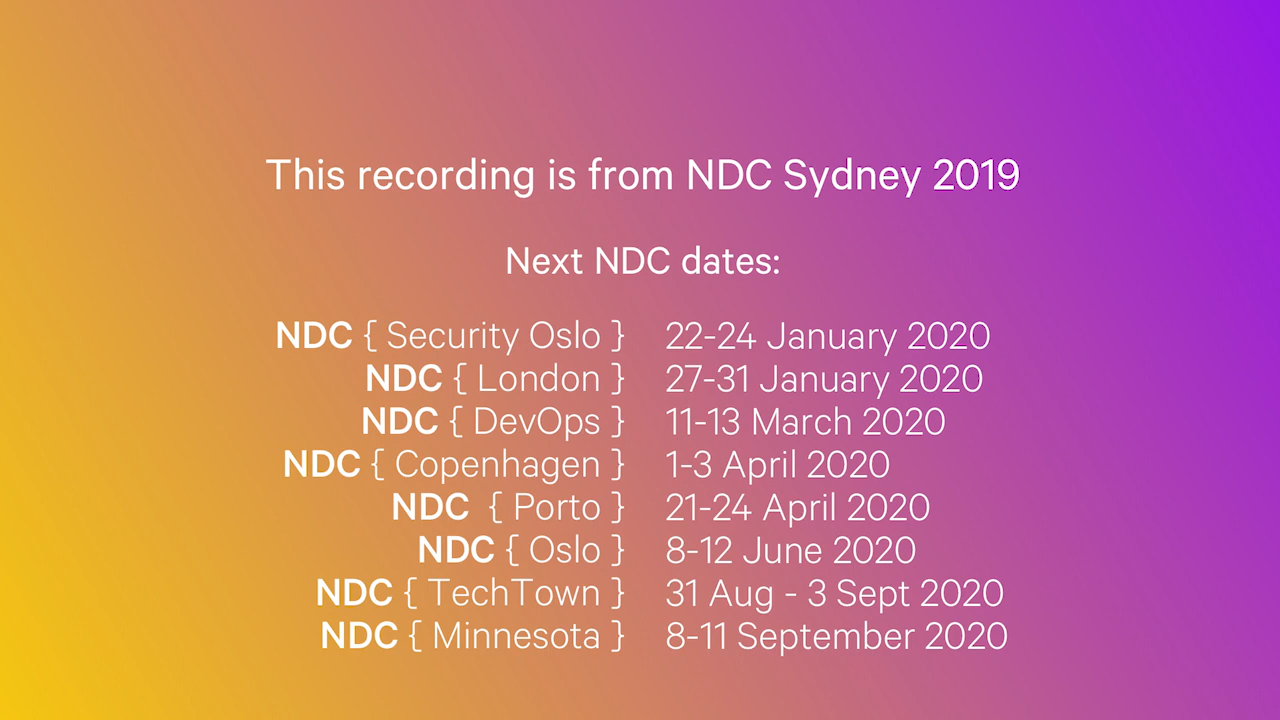 This recording is from NDC Sydney 2019
Next NDC dates:
NDC { Security Oslo } 22-24 January 2020
NDC { London } 27-31 January 2020
NDC { DevOps } 11-13 March 2020
NDC { Copenhagen } 1-3 April 2020
NDC { Porto } 21-24 April 2020
NDC { Oslo } 8-12 June 2020
NDC { TechTown } 31 Aug - 3 Sept 2020
NDC { Minnesota } 8-11 September 2020